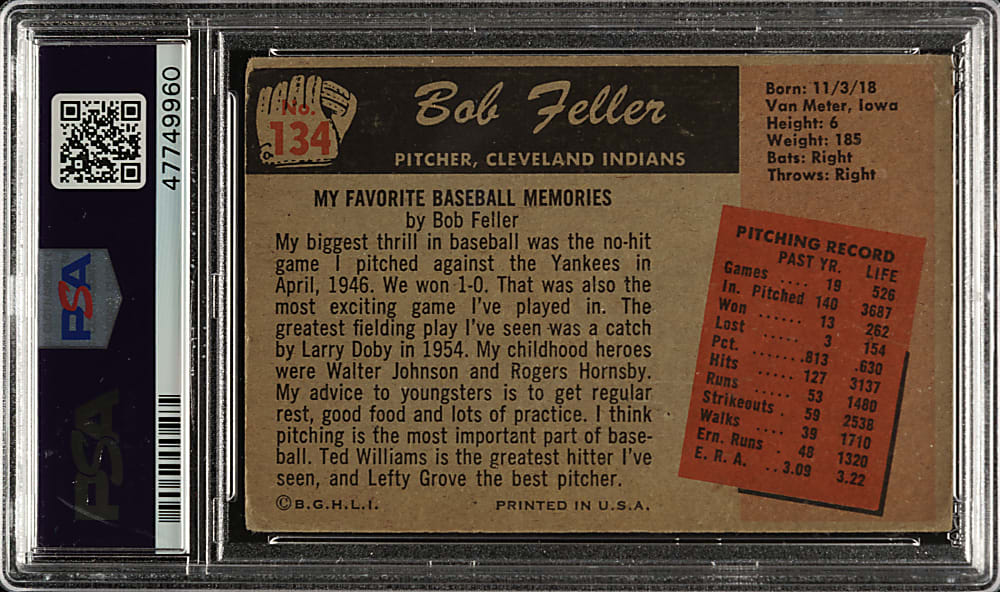 47749960
PSA
PSA
No.
134
Bob Feller
PITCHER, CLEVELAND INDIANS
Born: 11/3/18
Van Meter, Iowa
Height: 6
Weight: 185
Bats: Right
Throws: Right
MY FAVORITE BASEBALL MEMORIES
by Bob Feller
My biggest thrill in baseball was the no-hit
game I pitched against the Yankees in
April, 1946. We won 1-0. That was also the
most exciting game I've played in. The
greatest fielding play I've seen was a catch
by Larry Doby in 1954. My childhood heroes
were Walter Johnson and Rogers Hornsby.
My advice to youngsters is to get regular
rest, good food and lots of practice. I think
pitching is the most important part of base-
ball. Ted Williams is the greatest hitter I've
seen, and Lefty Grove the best pitcher.
©B.G.H.L.I. PRINTED IN U.S.A.
PITCHING RECORD
PAST YR. LIFE
Games .... 19 526
In. Pitched 140 3687
Won ...... 13 262
Lost ..... 3 154
Pct. .......813 .630
Hits ..... 127 3137
Runs ..... 53 1480
Strikeouts . 59 2538
Walks .... 39 1710
Ern. Runs . 48 1320
E. R. A. ..3.09 3.22